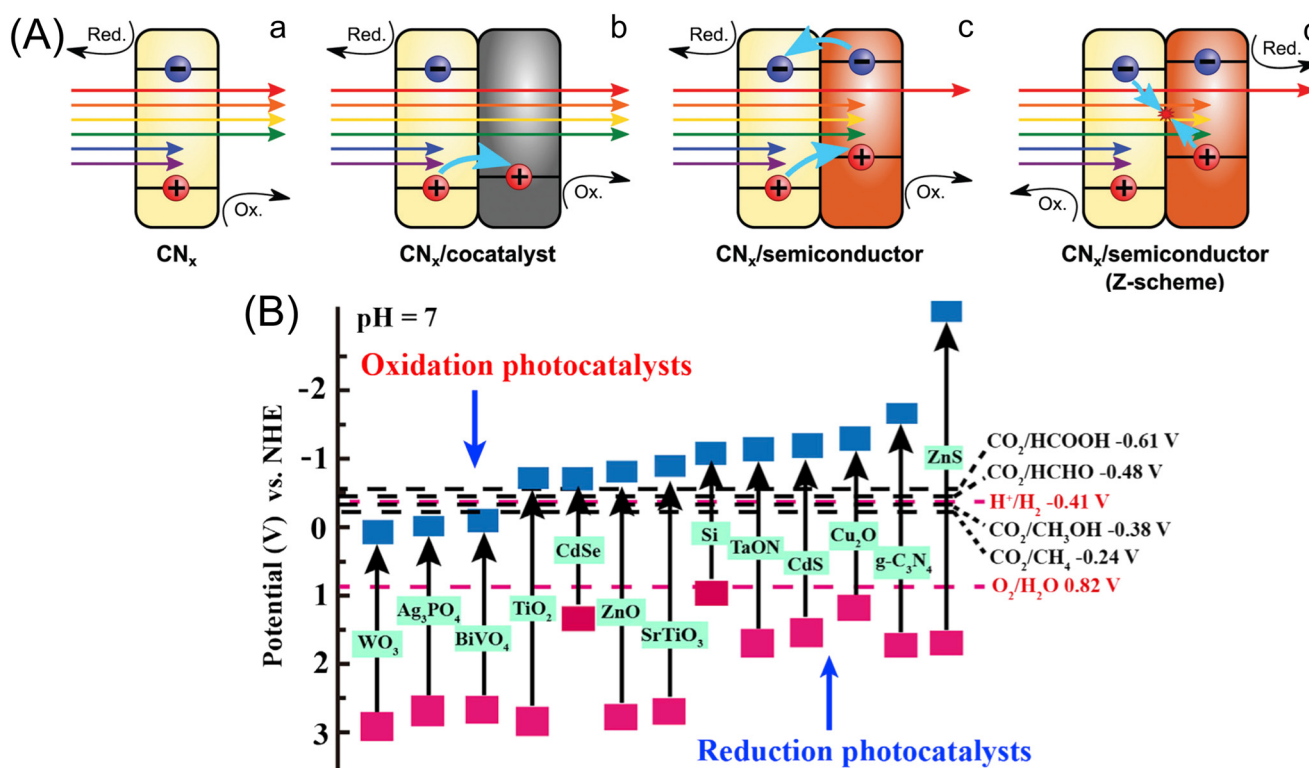 (A)
a
b
c
d
Red.
Red.
Red.
Red.
Ox.
Ox.
Ox.
Ox.
CNₓ
CNₓ/cocatalyst
CNₓ/semiconductor
CNₓ/semiconductor
(Z-scheme)
(B)
pH = 7
Oxidation photocatalysts
Potential (V) vs. NHE
-2
-1
0
1
2
3
WO₃
Ag₃PO₄
BiVO₄
TiO₂
CdSe
ZnO
SrTiO₃
Si
TaON
CdS
Cu₂O
g-C₃N₄
ZnS
CO₂/HCOOH -0.61 V
CO₂/HCHO -0.48 V
H⁺/H₂ -0.41 V
CO₂/CH₃OH -0.38 V
CO₂/CH₄ -0.24 V
O₂/H₂O 0.82 V
Reduction photocatalysts